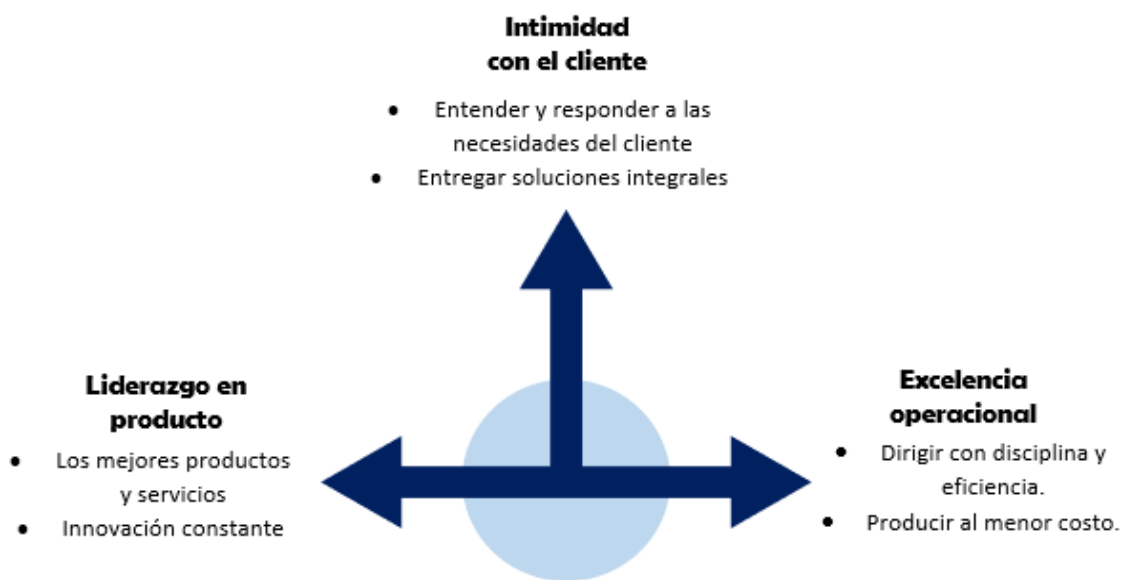 Intimidad
con el cliente
• Entender y responder a las
necesidades del cliente
• Entregar soluciones integrales
Liderazgo en
producto
• Los mejores productos
y servicios
• Innovación constante
Excelencia
operacional
• Dirigir con disciplina y
eficiencia.
• Producir al menor costo.